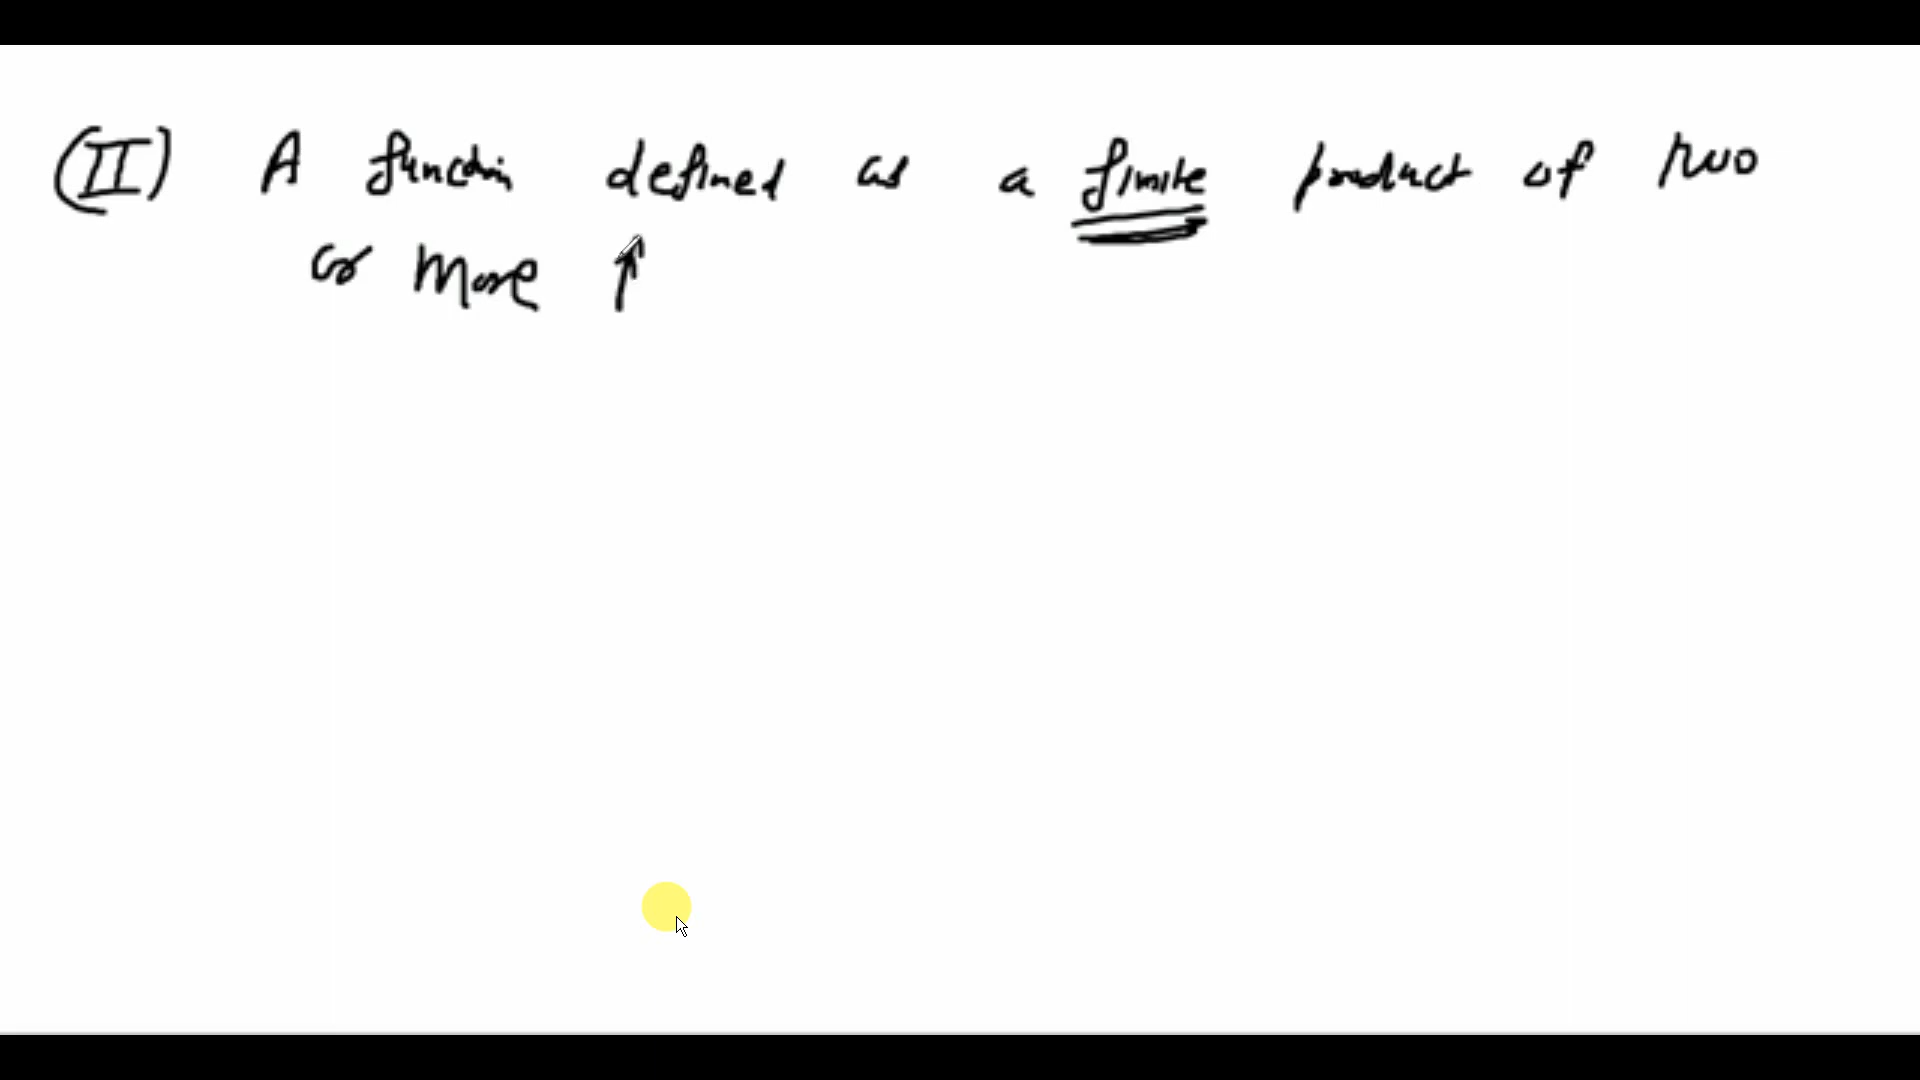 (II) A function defined as a finite product of two
or more